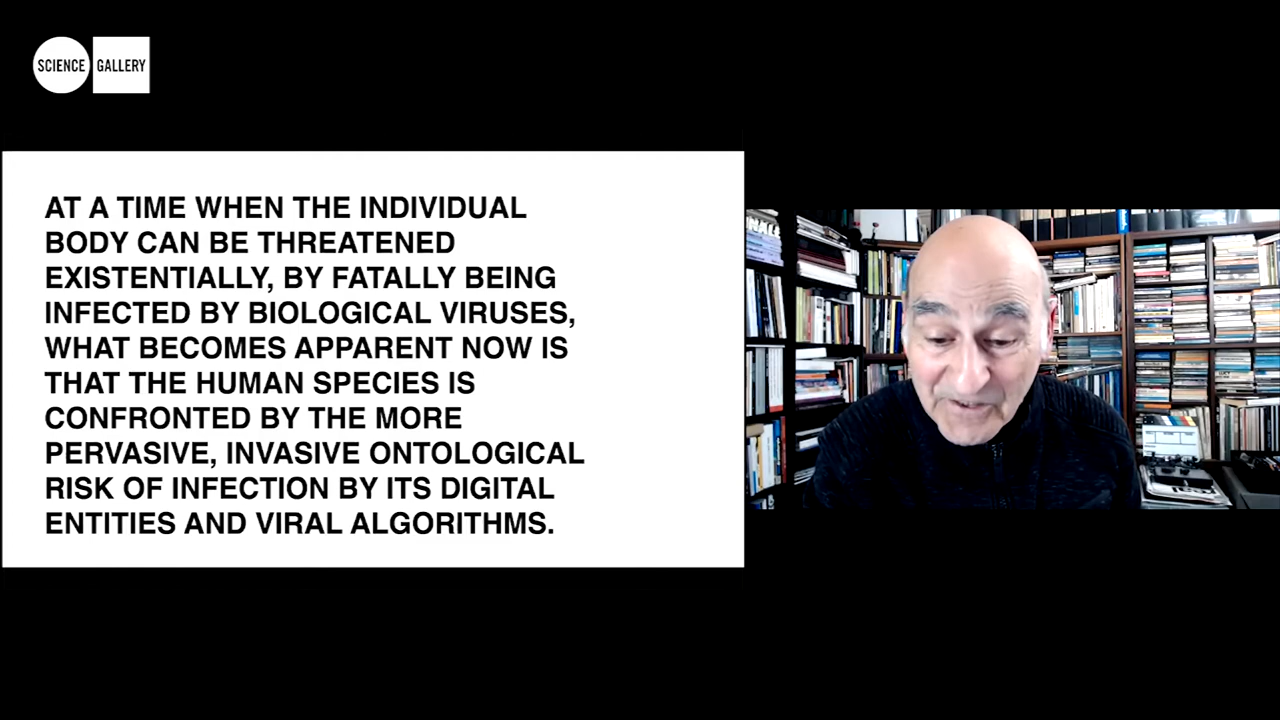 SCIENCE GALLERY
AT A TIME WHEN THE INDIVIDUAL
BODY CAN BE THREATENED
EXISTENTIALLY, BY FATALLY BEING
INFECTED BY BIOLOGICAL VIRUSES,
WHAT BECOMES APPARENT NOW IS
THAT THE HUMAN SPECIES IS
CONFRONTED BY THE MORE
PERVASIVE, INVASIVE ONTOLOGICAL
RISK OF INFECTION BY ITS DIGITAL
ENTITIES AND VIRAL ALGORITHMS.